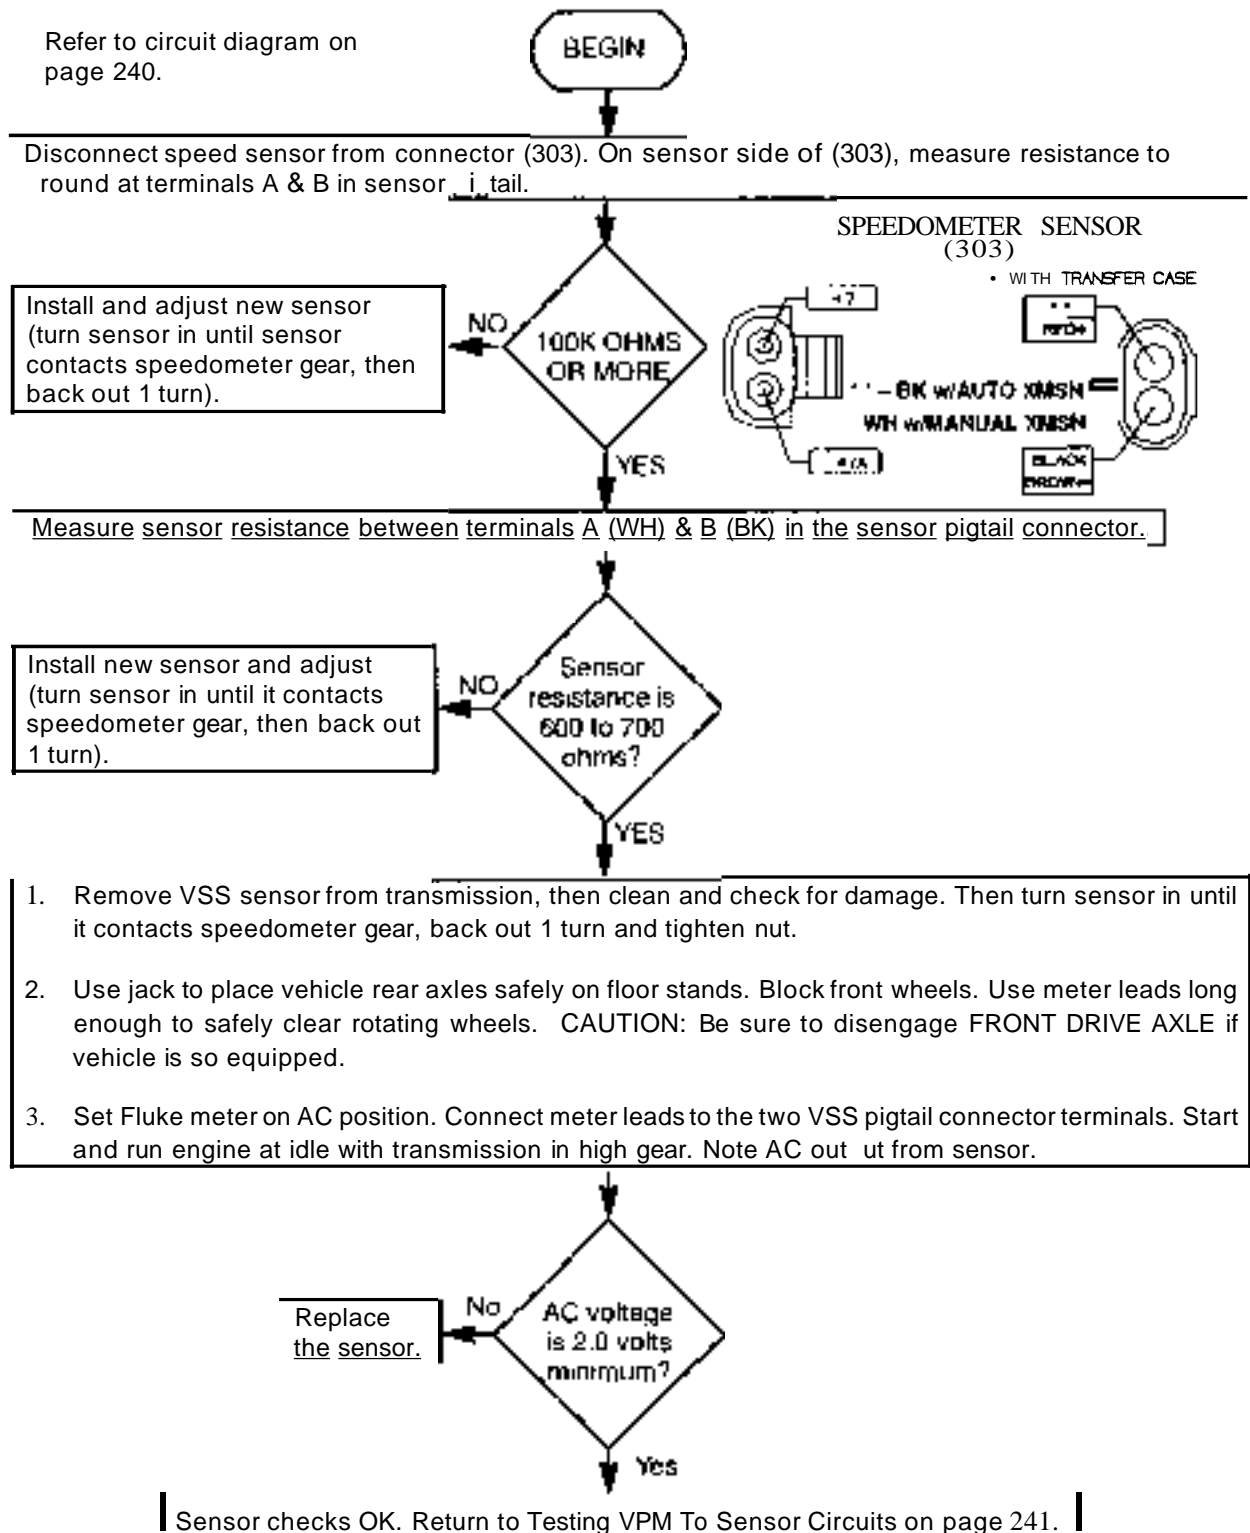 Refer to circuit diagram on
page 240.
BEGIN
Disconnect speed sensor from connector (303). On sensor side of (303), measure resistance to
round at terminals A & B in sensor i tail.
SPEEDOMETER SENSOR
(303)
• WITH TRANSFER CASE
Install and adjust new sensor
(turn sensor in until sensor
contacts speedometer gear, then
back out 1 turn).
NO
100K OHMS
OR MORE
– BK w/AUTO XMSN
WH w/MANUAL XMSN
BLACK
YES
Measure sensor resistance between terminals A (WH) & B (BK) in the sensor pigtail connector.
Install new sensor and adjust
(turn sensor in until it contacts
speedometer gear, then back out
1 turn).
NO
Sensor
resistance is
600 to 700
ohms?
YES
1. Remove VSS sensor from transmission, then clean and check for damage. Then turn sensor in until
it contacts speedometer gear, back out 1 turn and tighten nut.
2. Use jack to place vehicle rear axles safely on floor stands. Block front wheels. Use meter leads long
enough to safely clear rotating wheels. CAUTION: Be sure to disengage FRONT DRIVE AXLE if
vehicle is so equipped.
3. Set Fluke meter on AC position. Connect meter leads to the two VSS pigtail connector terminals. Start
and run engine at idle with transmission in high gear. Note AC out ut from sensor.
Replace
the sensor.
No
AC voltage
is 2.0 volts
minimum?
Yes
Sensor checks OK. Return to Testing VPM To Sensor Circuits on page 241.